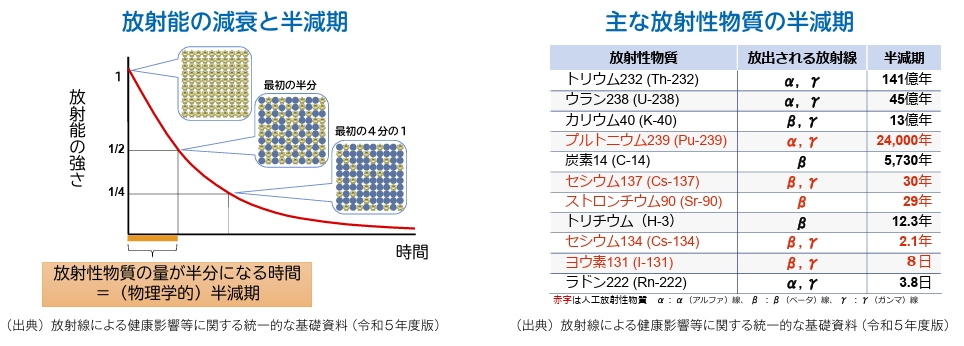 放射能の減衰と半減期
放射能の強さ
1
1/2
1/4
最初の半分
最初の４分の１
時間
放射性物質の量が半分になる時間
＝（物理学的）半減期
（出典）放射線による健康影響等に関する統一的な基礎資料（令和５年度版）
主な放射性物質の半減期
放射性物質 放出される放射線 半減期
トリウム232 (Th-232) α, γ 141億年
ウラン238 (U-238) α, γ 45億年
カリウム40 (K-40) β, γ 13億年
プルトニウム239 (Pu-239) α, γ 24,000年
炭素14 (C-14) β 5,730年
セシウム137 (Cs-137) β, γ 30年
ストロンチウム90 (Sr-90) β 29年
トリチウム（H-3） β 12.3年
セシウム134 (Cs-134) β, γ 2.1年
ヨウ素131 (I-131) β, γ ８日
ラドン222 (Rn-222) α, γ 3.8日
赤字は人工放射性物質 α：α（アルファ）線、β：β（ベータ）線、γ：γ（ガンマ）線
（出典）放射線による健康影響等に関する統一的な基礎資料（令和５年度版）